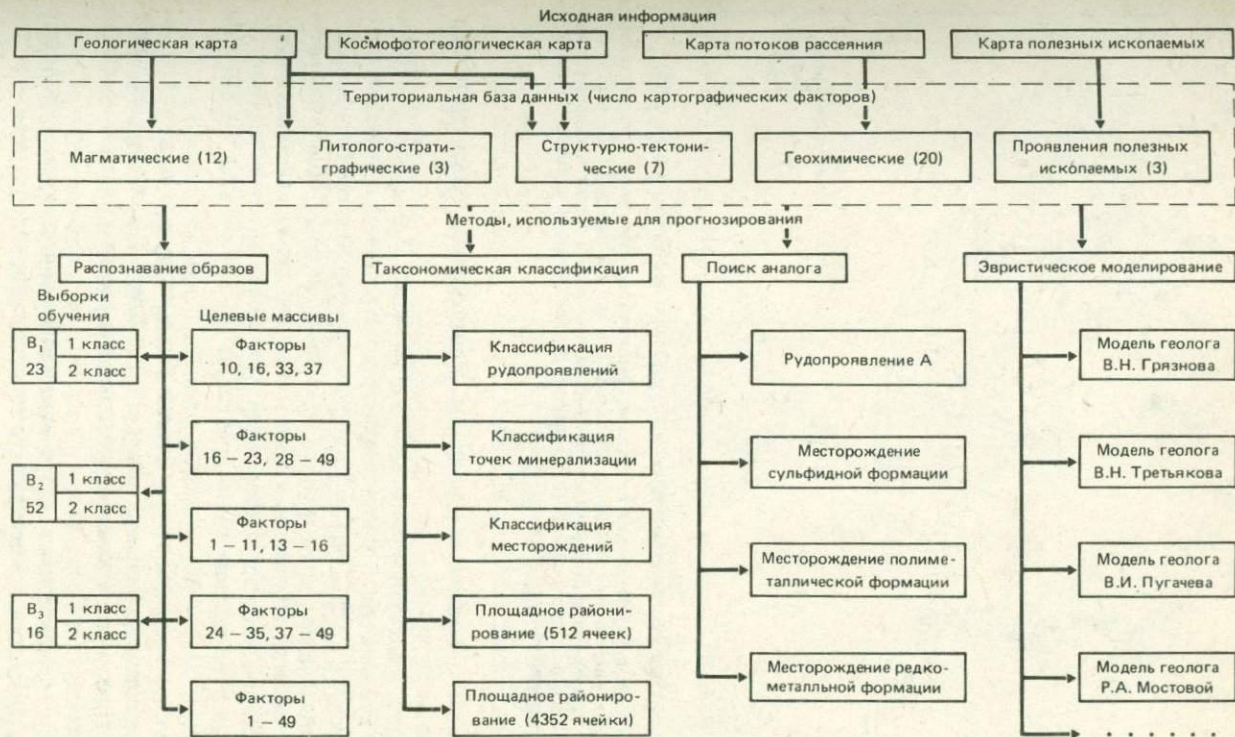 Исходная информация
Геологическая карта
Космофотогеологическая карта
Карта потоков рассеяния
Карта полезных ископаемых
Территориальная база данных (число картографических факторов)
Магматические (12)
Литолого-страти-
графические (3)
Структурно-тектони-
ческие (7)
Геохимические (20)
Проявления полезных
ископаемых (3)
Методы, используемые для прогнозирования
Распознавание образов
Таксономическая классификация
Поиск аналога
Эвристическое моделирование
Выборки
обучения
B1
23
1 класс
2 класс
B2
52
1 класс
2 класс
B3
16
1 класс
2 класс
Целевые массивы
Факторы
10, 16, 33, 37
Факторы
16 – 23, 28 – 49
Факторы
1 – 11, 13 – 16
Факторы
24 – 35, 37 – 49
Факторы
1 – 49
Классификация
рудопроявлений
Классификация
точек минерализации
Классификация
месторождений
Площадное райони-
рование (512 ячеек)
Площадное райониро-
вание (4352 ячейки)
Рудопроявление А
Месторождение
сульфидной формации
Месторождение полиме-
таллической формации
Месторождение редко-
металльной формации
Модель геолога
В.Н. Грязнова
Модель геолога
В.Н. Третьякова
Модель геолога
В.И. Пугачева
Модель геолога
Р.А. Мостовой
. . . . . .